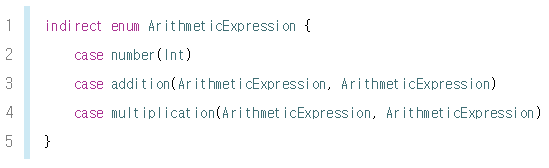 1 indirect enum ArithmeticExpression {
2     case number(Int)
3     case addition(ArithmeticExpression, ArithmeticExpression)
4     case multiplication(ArithmeticExpression, ArithmeticExpression)
5 }